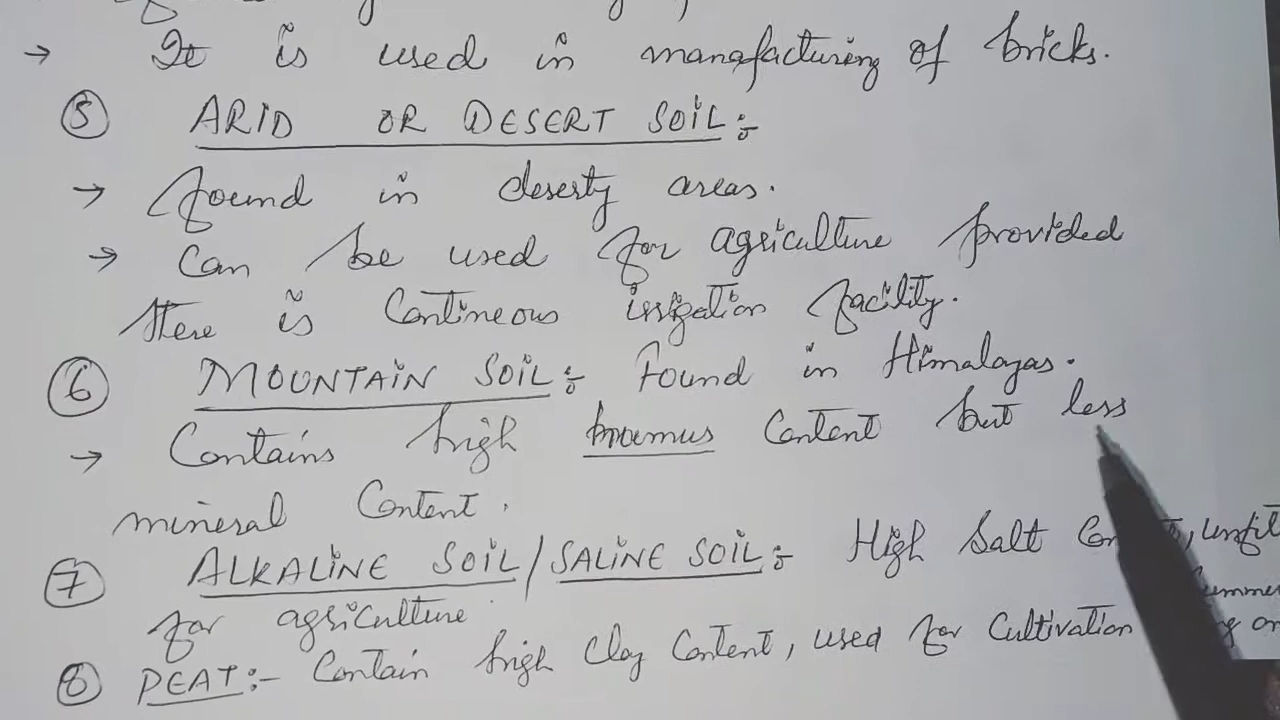 → It is used in manufacturing of bricks.
⑤ ARID OR DESERT SOIL:-
→ Found in deserty areas.
→ Can be used for agriculture provided
there is Contineous irrigation facility.
⑥ MOUNTAIN SOIL:- Found in Himalayas.
→ Contains high humus Content but less
mineral Content.
⑦ ALKALINE SOIL/SALINE SOIL:- High Salt unfit
for agriculture
⑧ PEAT:- Contain high Clay Content, used for Cultivation